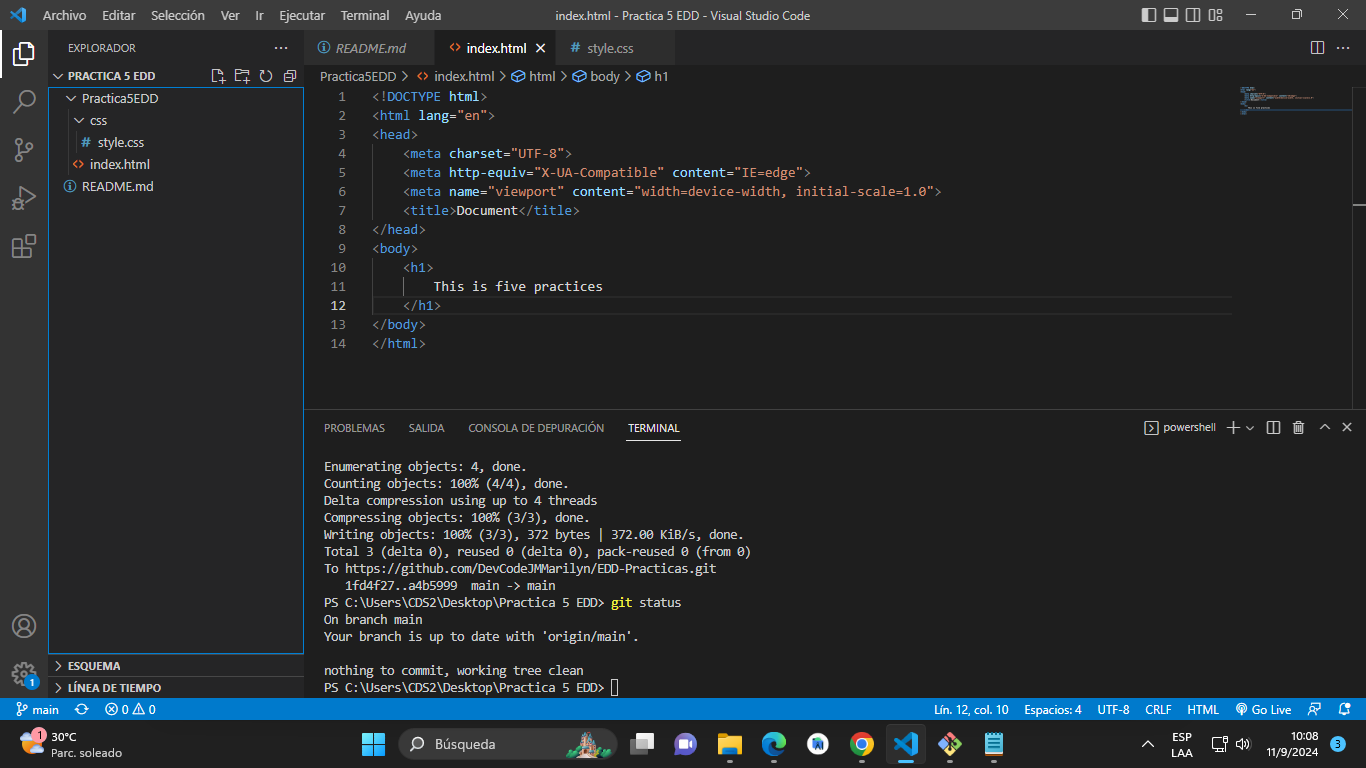 Archivo Editar Selección Ver Ir Ejecutar Terminal Ayuda index.html - Practica 5 EDD - Visual Studio Code
EXPLORADOR ···
PRACTICA 5 EDD
Practica5EDD
css
# style.css
<> index.html
README.md
ESQUEMA
LÍNEA DE TIEMPO
README.md <> index.html # style.css
Practica5EDD > <> index.html > html > body > h1
1 <!DOCTYPE html>
2 <html lang="en">
3 <head>
4 <meta charset="UTF-8">
5 <meta http-equiv="X-UA-Compatible" content="IE=edge">
6 <meta name="viewport" content="width=device-width, initial-scale=1.0">
7 <title>Document</title>
8 </head>
9 <body>
10 <h1>
11 This is five practices
12 </h1>
13 </body>
14 </html>
PROBLEMAS SALIDA CONSOLA DE DEPURACIÓN TERMINAL powershell
Enumerating objects: 4, done.
Counting objects: 100% (4/4), done.
Delta compression using up to 4 threads
Compressing objects: 100% (3/3), done.
Writing objects: 100% (3/3), 372 bytes | 372.00 KiB/s, done.
Total 3 (delta 0), reused 0 (delta 0), pack-reused 0 (from 0)
To https://github.com/DevCodeJMMarilyn/EDD-Practicas.git
1fd4f27..a4b5999 main -> main
PS C:\Users\CDS2\Desktop\Practica 5 EDD> git status
On branch main
Your branch is up to date with 'origin/main'.
nothing to commit, working tree clean
PS C:\Users\CDS2\Desktop\Practica 5 EDD>
1
main 0 0 Lín. 12, col. 10 Espacios: 4 UTF-8 CRLF HTML Go Live
1 30°C
Parc. soleado
Búsqueda
ESP
LAA
10:08
11/9/2024
3